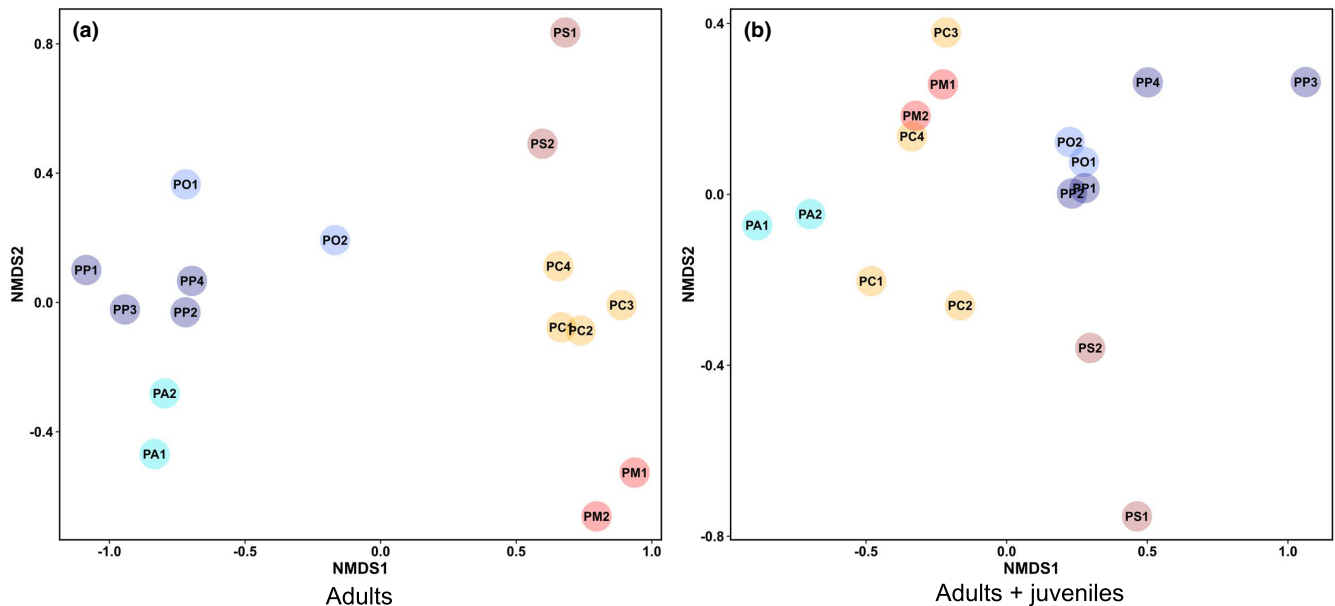 (a)
PS1
0.8
PS2
0.4
PO1
PO2
PP1
PP4
PC4
NMDS2
0.0
PP3
PP2
PC3
PC1
PC2
PA2
-0.4
PA1
PM1
PM2
-1.0 -0.5 0.0 0.5 1.0
NMDS1
Adults
(b)
0.4
PC3
PM1
PP4
PP3
PM2
PC4
PO2
PO1
0.0
PP1
PP2
PA1
PA2
NMDS2
PC1
PC2
PS2
-0.4
PS1
-0.8
-0.5 0.0 0.5 1.0
NMDS1
Adults + juveniles